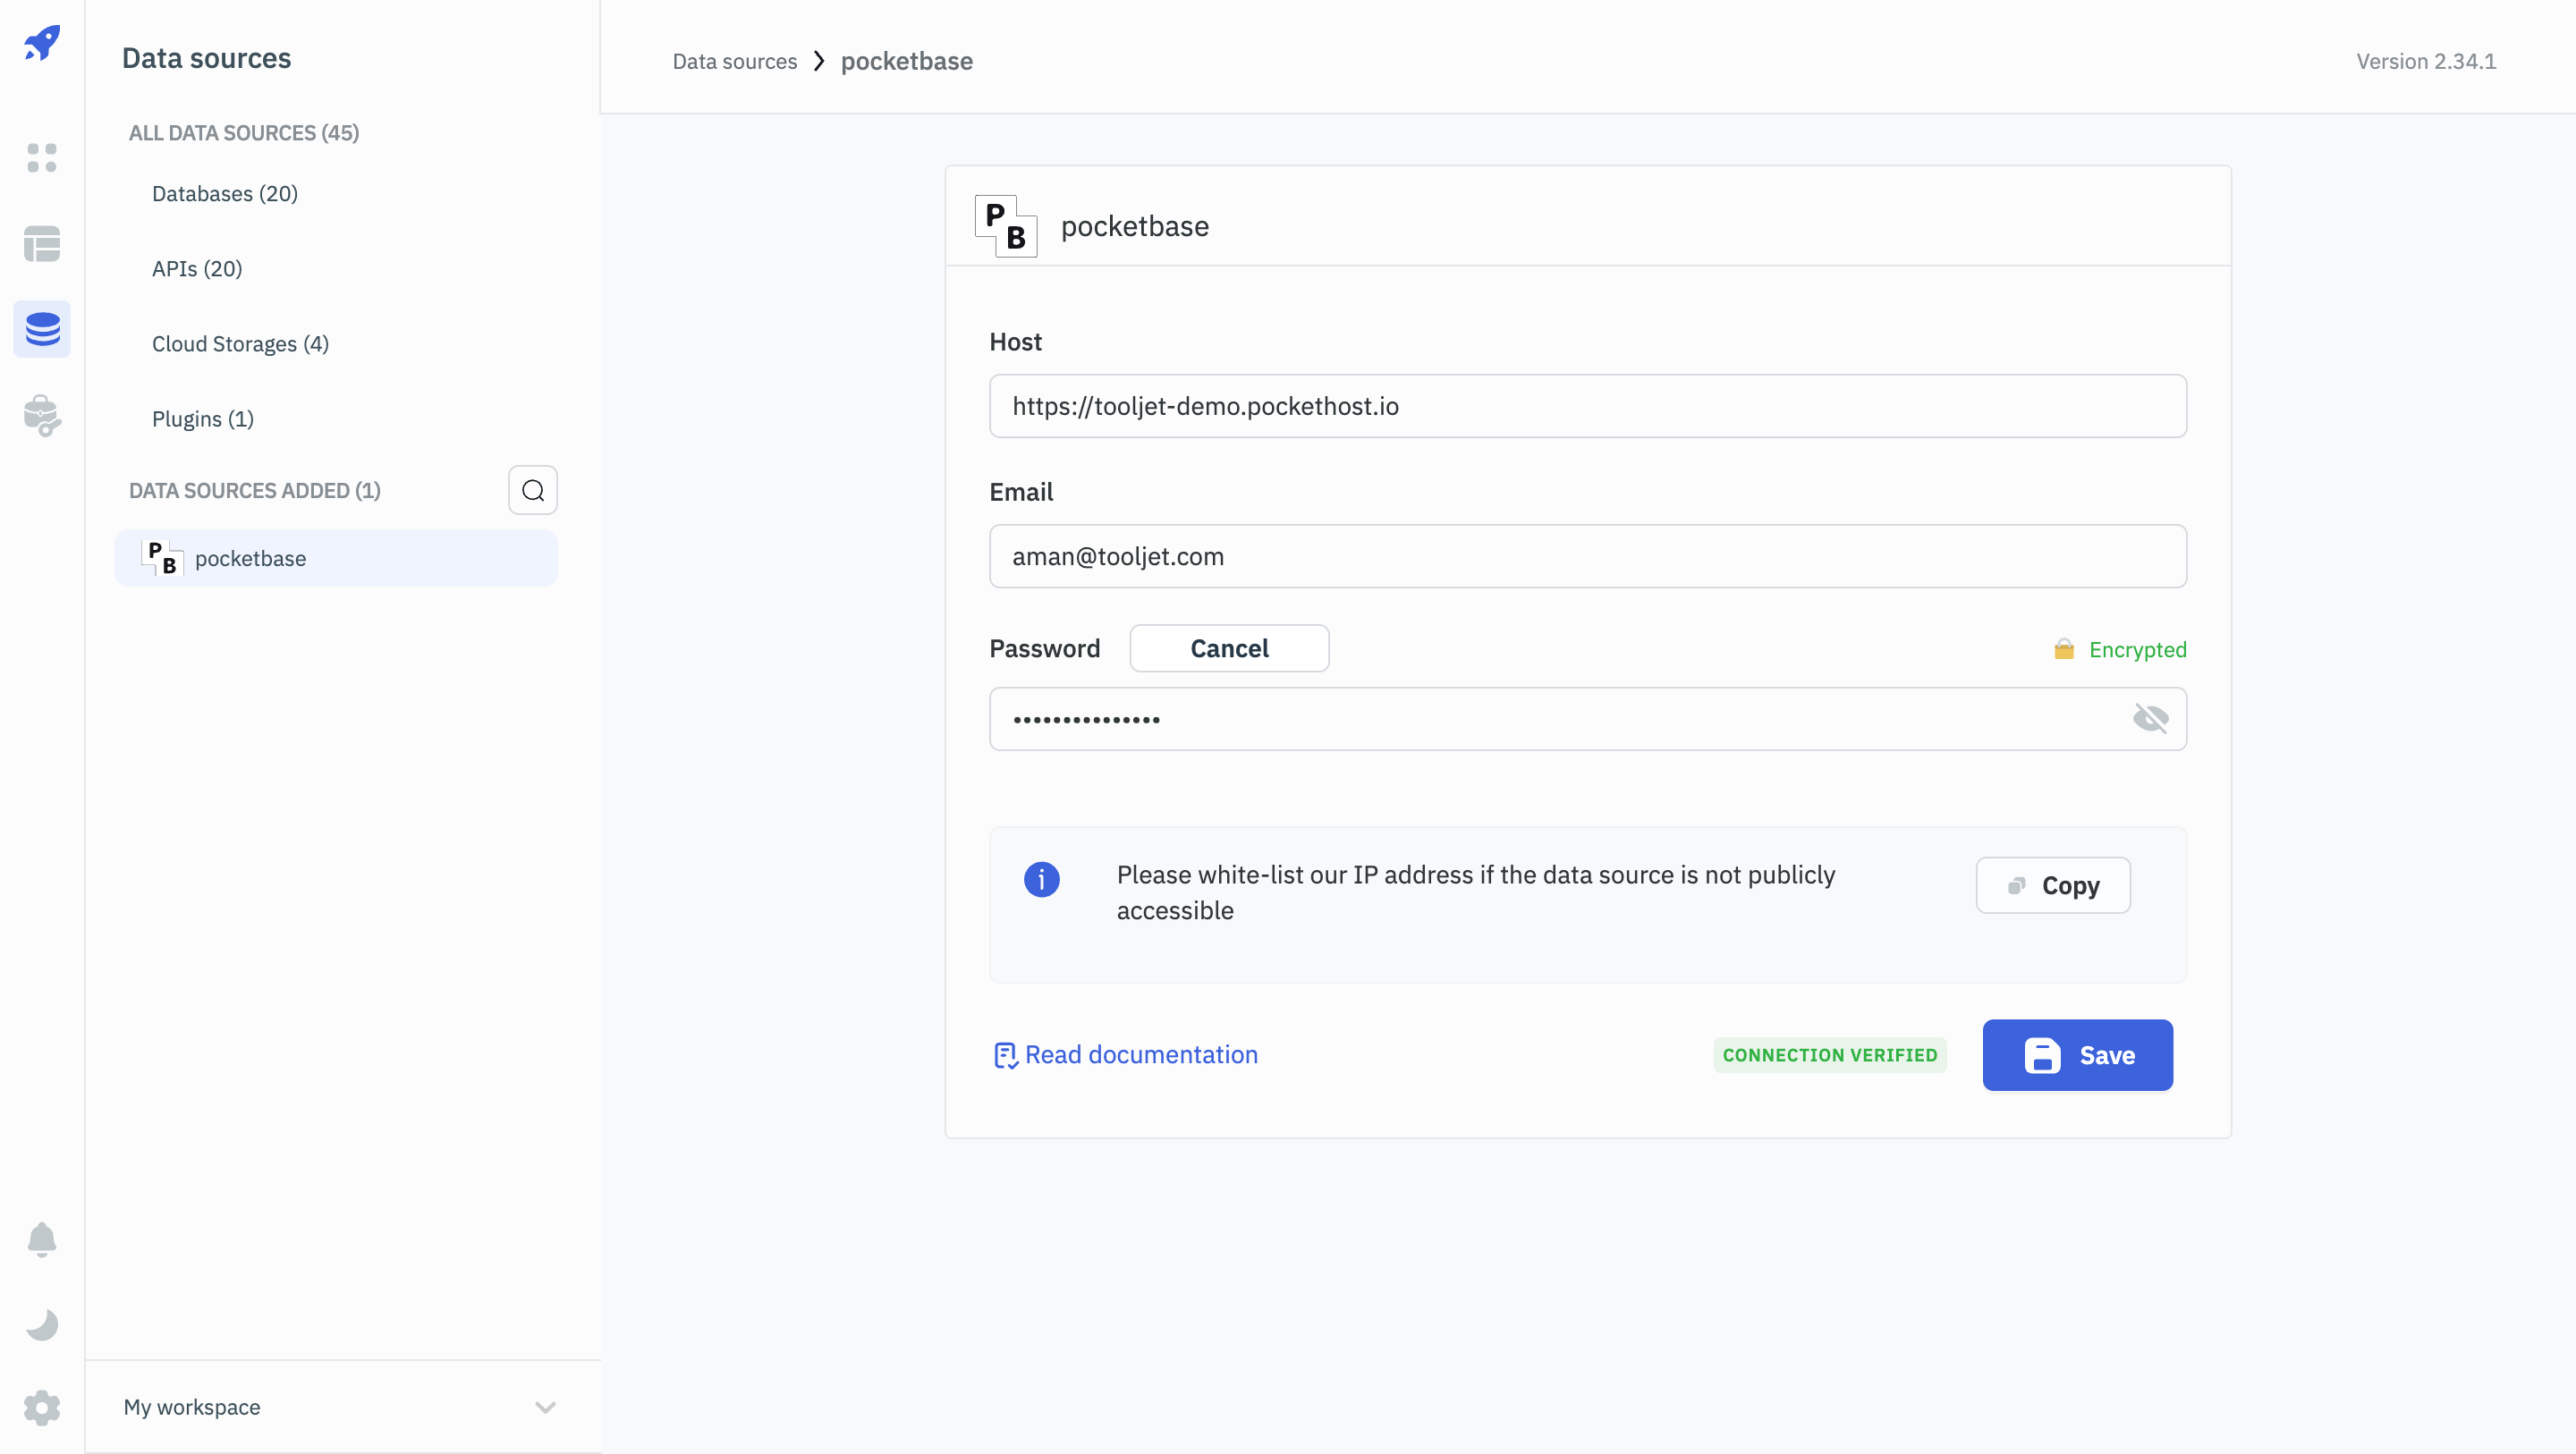 Data sources
ALL DATA SOURCES (45)
Databases (20)
APIs (20)
Cloud Storages (4)
Plugins (1)
DATA SOURCES ADDED (1)
P
B
pocketbase
My workspace
Data sources
pocketbase
Version 2.34.1
P
B
pocketbase
Host
https://tooljet-demo.pockethost.io
Email
aman@tooljet.com
Password
Cancel
Encrypted
•••••••••••••••
Please white-list our IP address if the data source is not publicly
accessible
Copy
Read documentation
CONNECTION VERIFIED
Save